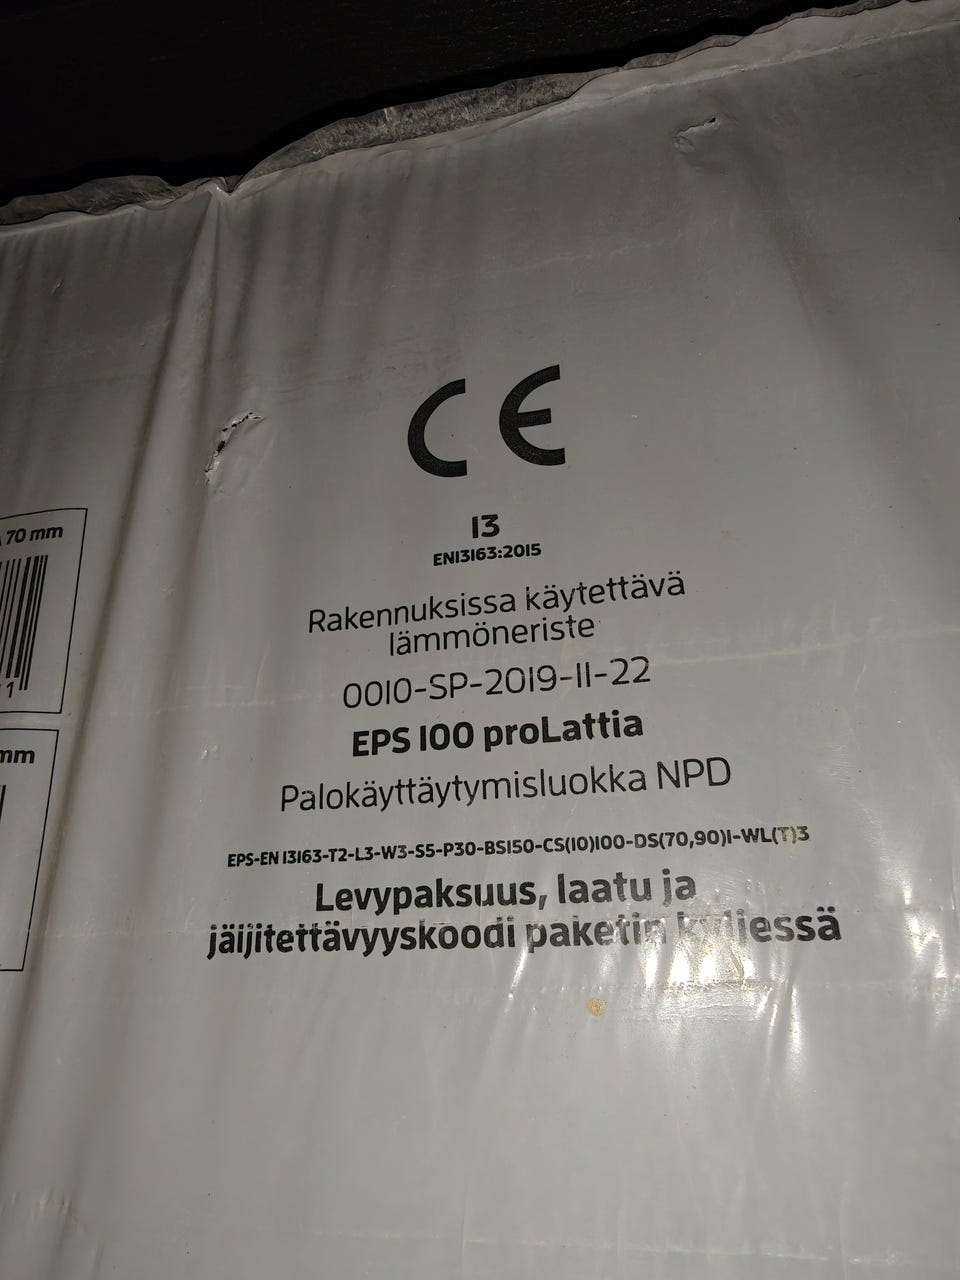 CE
13
EN13163:2015
70 mm
Rakennuksissa käytettävä
lämmöneriste
0010-SP-2019-11-22
EPS 100 proLattia
mm
Palokäyttäytymisluokka NPD
EPS-EN 13163-T2-L3-W3-S5-P30-BS150-CS(10)100-DS(70,90)1-WL(T)3
Levypaksuus, laatu ja
jäijitettävyyskoodi paketin kyljessä